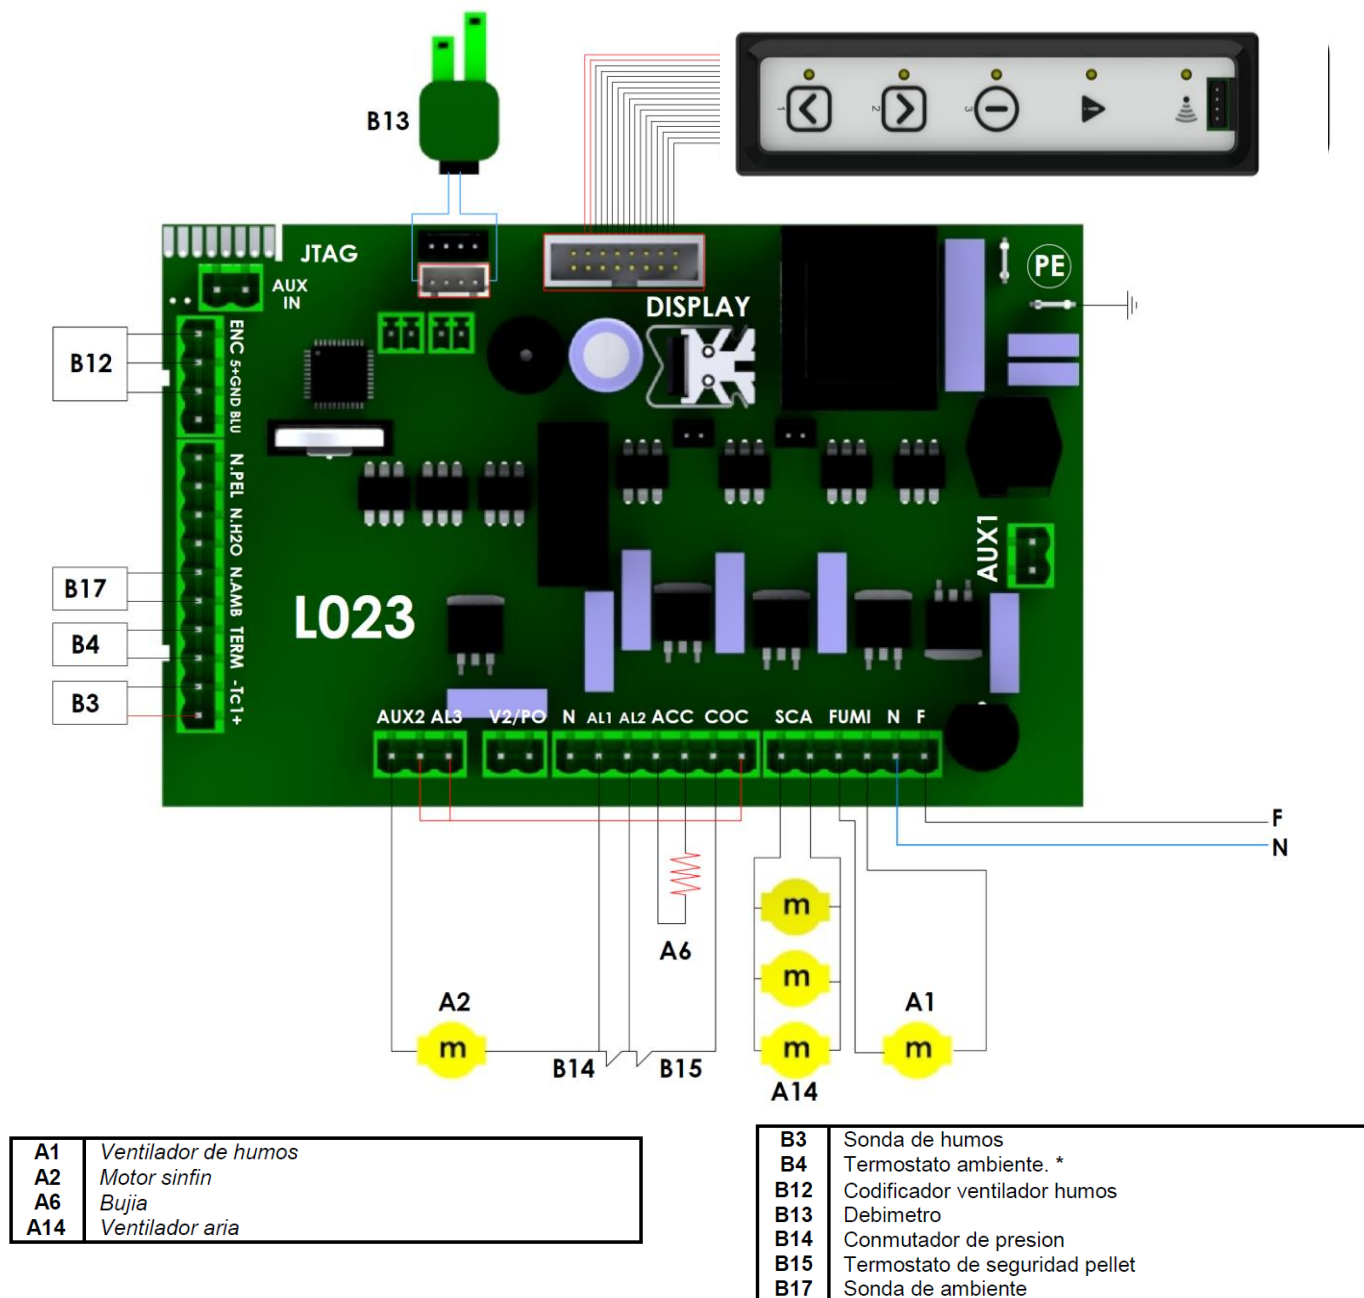 B13
1
2
3
JTAG
AUX
IN
PE
DISPLAY
ENC 5+GND BLU
B12
N.PEL
N.H2O
AUX1
B17
N.AMB
L023
B4
TERM
B3
-Tc1+
AUX2 AL3 V2/PO N AL1 AL2 ACC COC SCA FUMI N F
F
N
m
A6
m
A2
A1
m
m
m
B14
B15
A14
A1 Ventilador de humos
A2 Motor sinfin
A6 Bujia
A14 Ventilador aria
B3 Sonda de humos
B4 Termostato ambiente. *
B12 Codificador ventilador humos
B13 Debimetro
B14 Conmutador de presion
B15 Termostato de seguridad pellet
B17 Sonda de ambiente